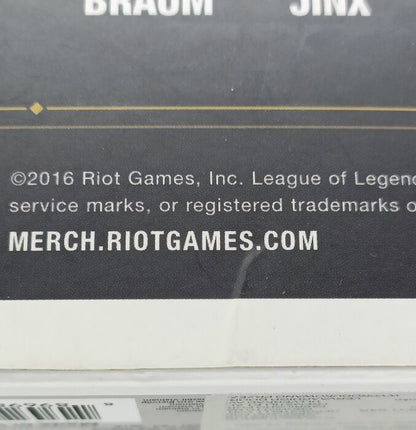 BRAUM JINX
©2016 Riot Games, Inc. League of Legend
service marks, or registered trademarks o
MERCH.RIOTGAMES.COM